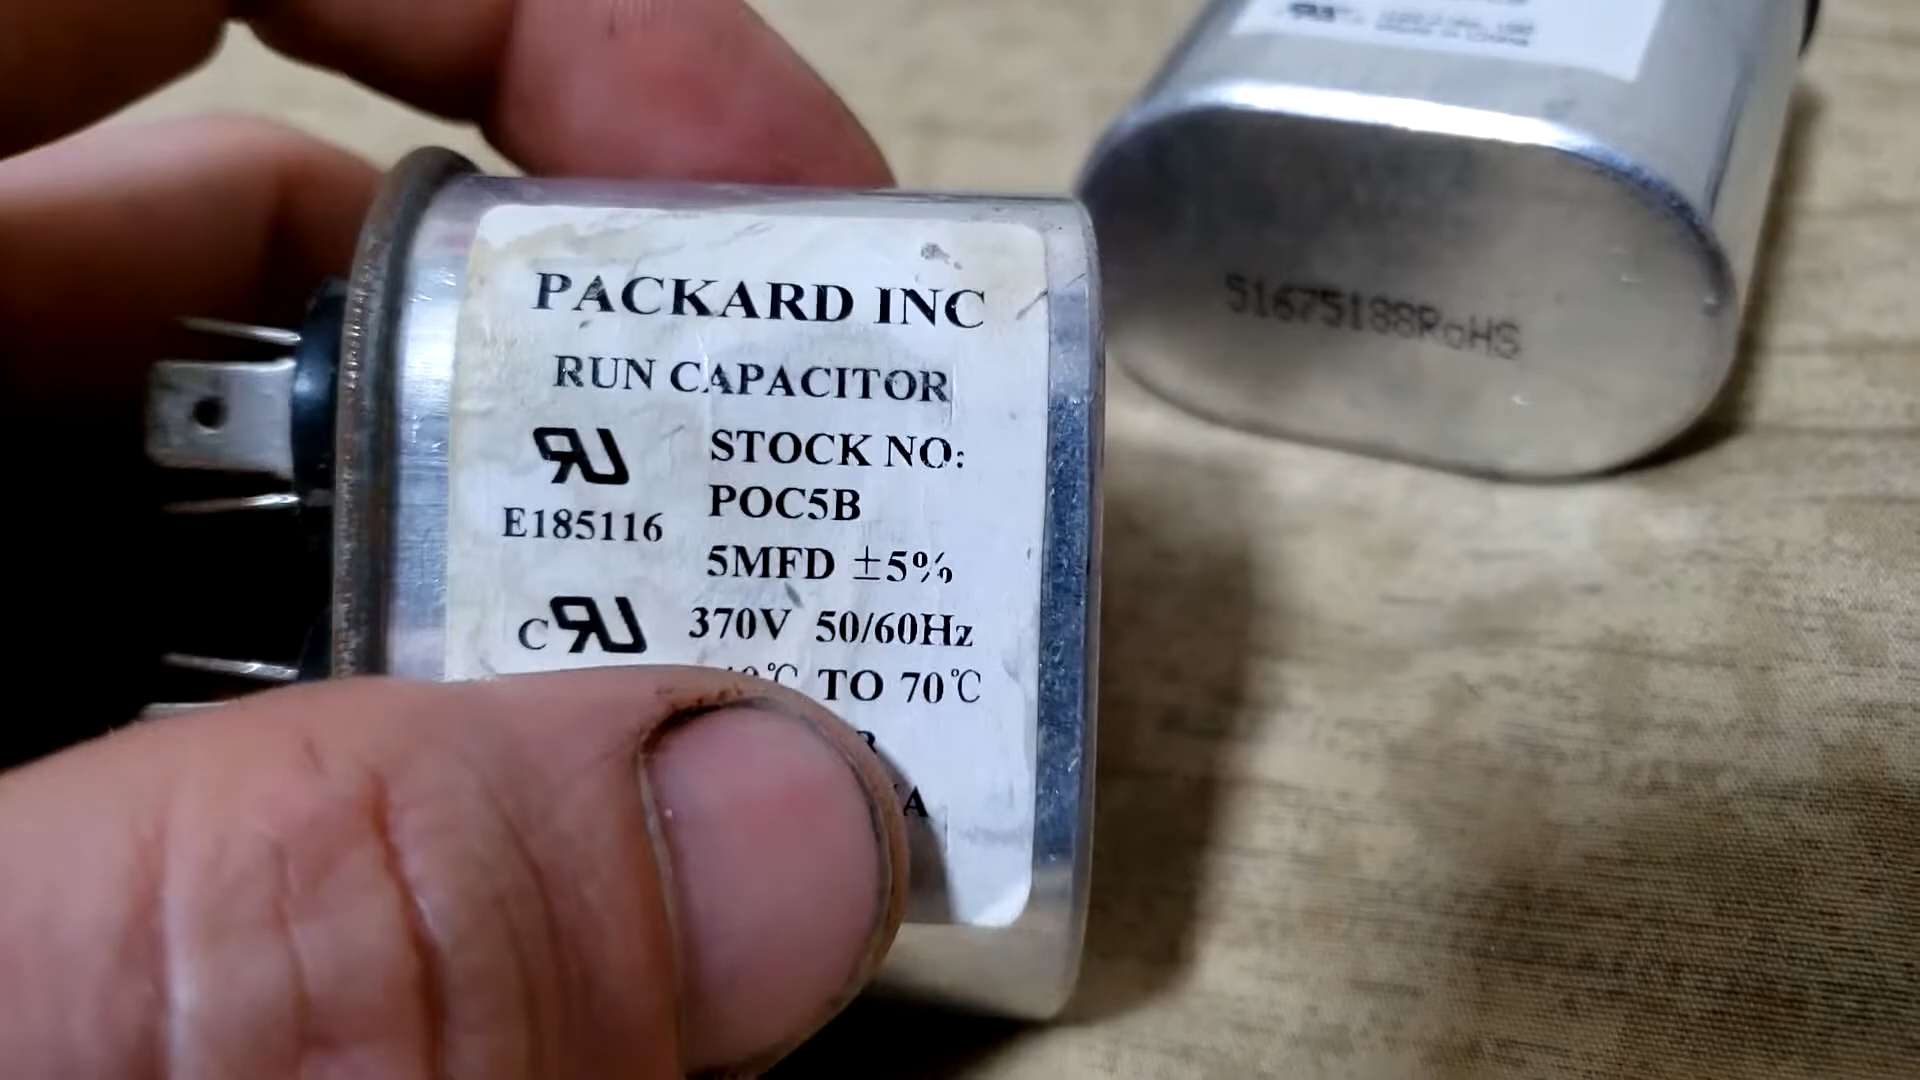 PACKARD INC
RUN CAPACITOR
STOCK NO:
POC5B
E185116
5MFD ±5%
C
370V 50/60Hz
TO 70℃
51675188RoHS